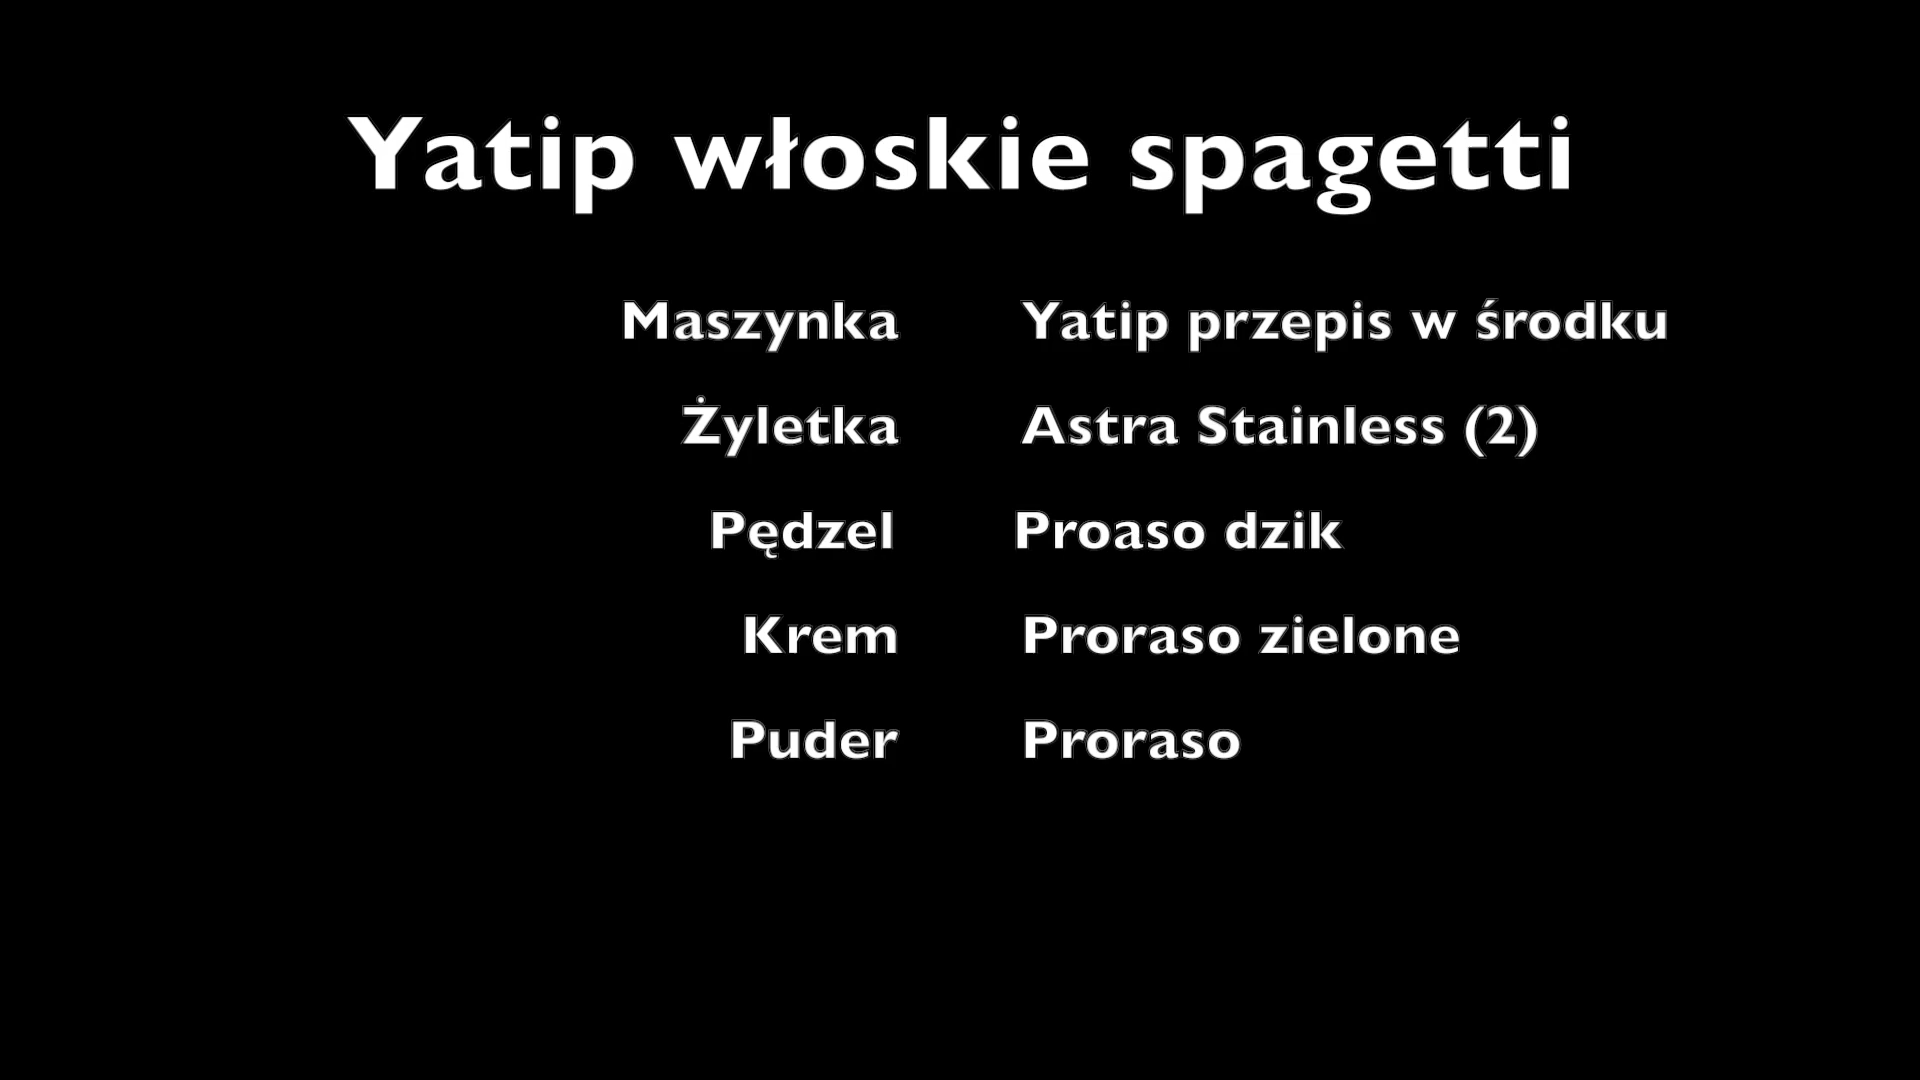 Yatip włoskie spagetti
Maszynka Yatip przepis w środku
Żyletka Astra Stainless (2)
Pędzel Proaso dzik
Krem Proraso zielone
Puder Proraso